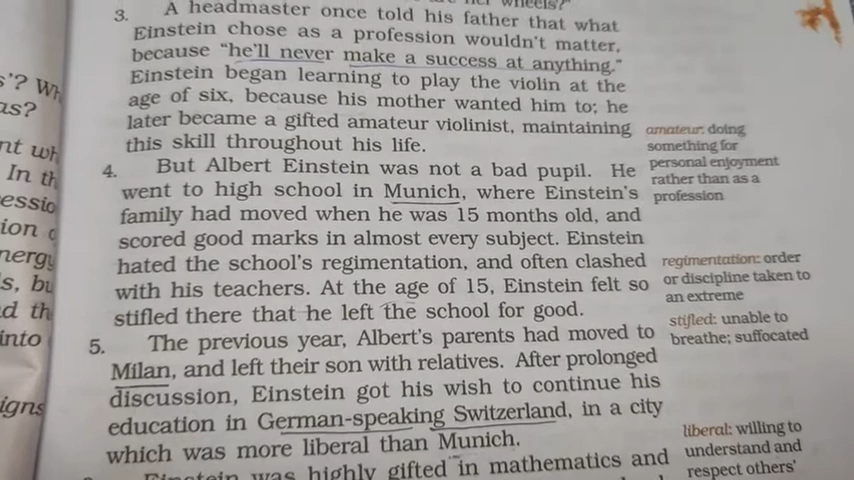 wheels?"
3. A headmaster once told his father that what
Einstein chose as a profession wouldn't matter,
because "he'll never make a success at anything."
Einstein began learning to play the violin at the
age of six, because his mother wanted him to; he
later became a gifted amateur violinist, maintaining
this skill throughout his life.
amateur: doing
something for
personal enjoyment
rather than as a
profession
4. But Albert Einstein was not a bad pupil. He
went to high school in Munich, where Einstein's
family had moved when he was 15 months old, and
scored good marks in almost every subject. Einstein
hated the school's regimentation, and often clashed
with his teachers. At the age of 15, Einstein felt so
stifled there that he left the school for good.
regimentation: order
or discipline taken to
an extreme
stifled: unable to
breathe; suffocated
5. The previous year, Albert's parents had moved to
Milan, and left their son with relatives. After prolonged
discussion, Einstein got his wish to continue his
education in German-speaking Switzerland, in a city
which was more liberal than Munich.
liberal: willing to
understand and
respect others'
Einstein was highly gifted in mathematics and
as?
In
into